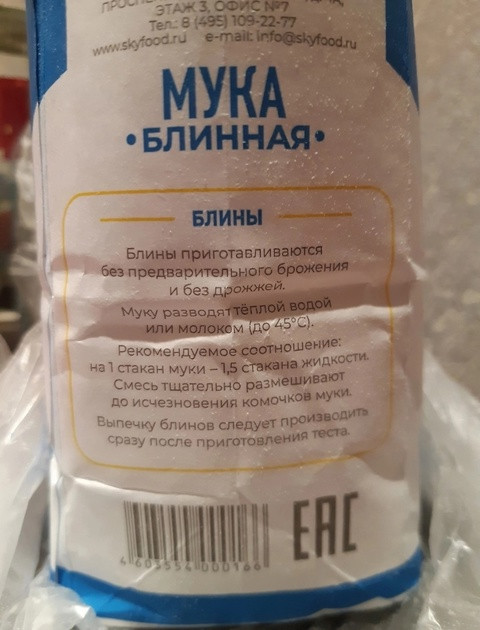 ЭТАЖ 3, ОФИС №7
Тел.: 8 (495) 109-22-77
www.skyfood.ru e-mail: info@skyfood.ru
МУКА
•БЛИННАЯ•
БЛИНЫ
Блины приготавливаются
без предварительного брожения
и без дрожжей.
Муку разводят тёплой водой
или молоком (до 45°С).
Рекомендуемое соотношение:
на 1 стакан муки – 1,5 стакана жидкости.
Смесь тщательно размешивают
до исчезновения комочков муки.
Выпечку блинов следует производить
сразу после приготовления теста.
4 603554 000166
ЕАС